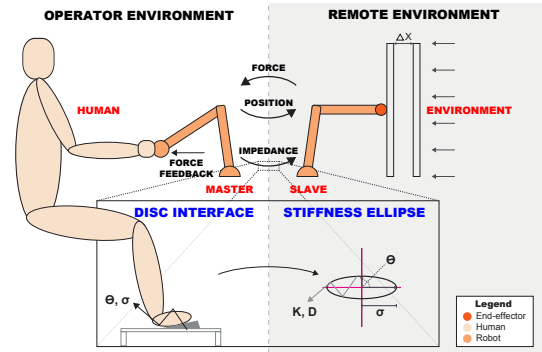 OPERATOR ENVIRONMENT
REMOTE ENVIRONMENT
ΔX
FORCE
POSITION
HUMAN
ENVIRONMENT
IMPEDANCE
FORCE
FEEDBACK
MASTER
SLAVE
DISC INTERFACE
STIFFNESS ELLIPSE
Θ
Θ, σ
K, D
σ
Legend
End-effector
Human
Robot